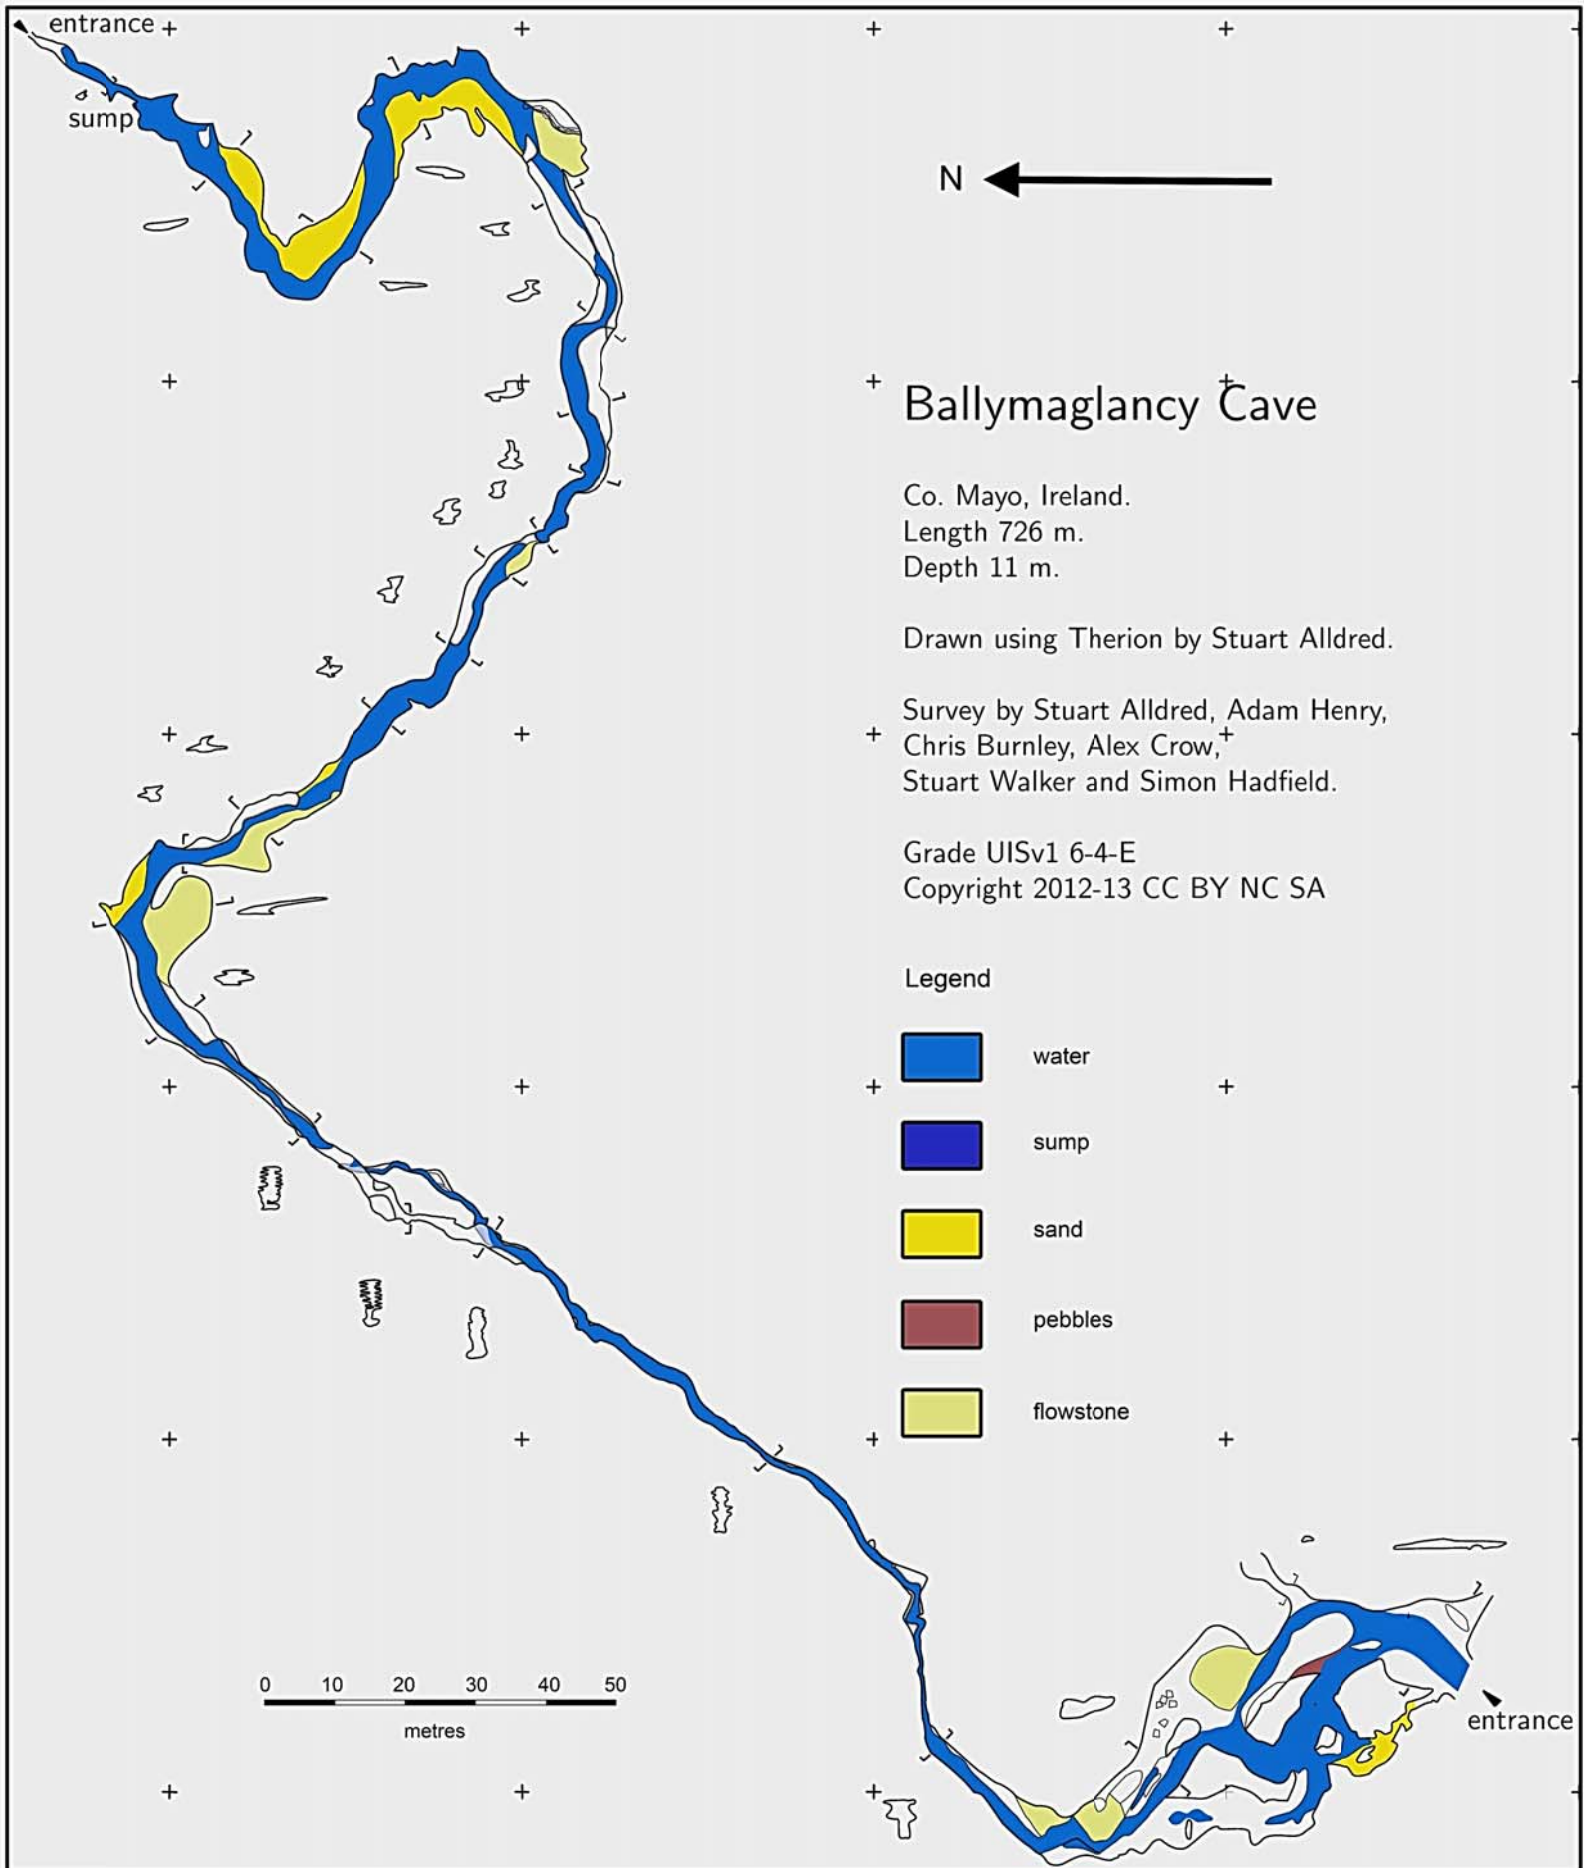 entrance
sump
N
Ballymaglancy Cave
Co. Mayo, Ireland.
Length 726 m.
Depth 11 m.
Drawn using Therion by Stuart Alldred.
Survey by Stuart Alldred, Adam Henry,
Chris Burnley, Alex Crow,
Stuart Walker and Simon Hadfield.
Grade UISv1 6-4-E
Copyright 2012-13 CC BY NC SA
Legend
water
sump
sand
pebbles
flowstone
0 10 20 30 40 50
metres
entrance